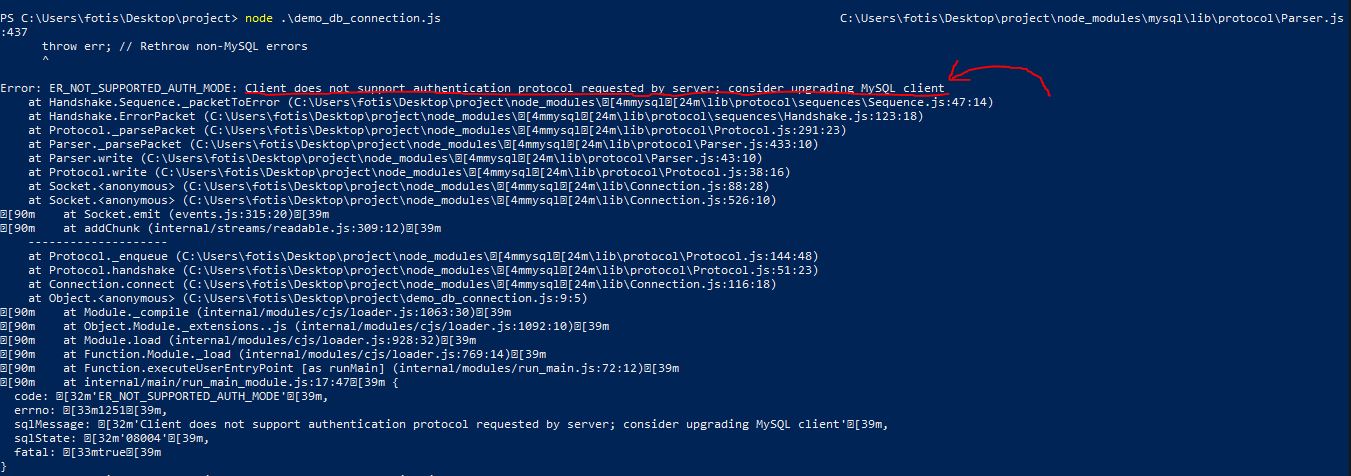 PS C:\Users\fotis\Desktop\project> node .\demo_db_connection.js C:\Users\fotis\Desktop\project\node_modules\mysql\lib\protocol\Parser.js
:437
throw err; // Rethrow non-MySQL errors
^
Error: ER_NOT_SUPPORTED_AUTH_MODE: Client does not support authentication protocol requested by server; consider upgrading MySQL client
at Handshake.Sequence._packetToError (C:\Users\fotis\Desktop\project\node_modules\[4mmysql[24m\lib\protocol\sequences\Sequence.js:47:14)
at Handshake.ErrorPacket (C:\Users\fotis\Desktop\project\node_modules\[4mmysql[24m\lib\protocol\sequences\Handshake.js:123:18)
at Protocol._parsePacket (C:\Users\fotis\Desktop\project\node_modules\[4mmysql[24m\lib\protocol\Protocol.js:291:23)
at Parser._parsePacket (C:\Users\fotis\Desktop\project\node_modules\[4mmysql[24m\lib\protocol\Parser.js:433:10)
at Parser.write (C:\Users\fotis\Desktop\project\node_modules\[4mmysql[24m\lib\protocol\Parser.js:43:10)
at Protocol.write (C:\Users\fotis\Desktop\project\node_modules\[4mmysql[24m\lib\protocol\Protocol.js:38:16)
at Socket.<anonymous> (C:\Users\fotis\Desktop\project\node_modules\[4mmysql[24m\lib\Connection.js:88:28)
at Socket.<anonymous> (C:\Users\fotis\Desktop\project\node_modules\[4mmysql[24m\lib\Connection.js:526:10)
[90m    at Socket.emit (events.js:315:20)[39m
[90m    at addChunk (internal/streams/readable.js:309:12)[39m
--------------------
at Protocol._enqueue (C:\Users\fotis\Desktop\project\node_modules\[4mmysql[24m\lib\protocol\Protocol.js:144:48)
at Protocol.handshake (C:\Users\fotis\Desktop\project\node_modules\[4mmysql[24m\lib\protocol\Protocol.js:51:23)
at Connection.connect (C:\Users\fotis\Desktop\project\node_modules\[4mmysql[24m\lib\Connection.js:116:18)
at Object.<anonymous> (C:\Users\fotis\Desktop\project\demo_db_connection.js:9:5)
[90m    at Module._compile (internal/modules/cjs/loader.js:1063:30)[39m
[90m    at Object.Module._extensions..js (internal/modules/cjs/loader.js:1092:10)[39m
[90m    at Module.load (internal/modules/cjs/loader.js:928:32)[39m
[90m    at Function.Module._load (internal/modules/cjs/loader.js:769:14)[39m
[90m    at Function.executeUserEntryPoint [as runMain] (internal/modules/run_main.js:72:12)[39m
[90m    at internal/main/run_main_module.js:17:47[39m {
code: [32m'ER_NOT_SUPPORTED_AUTH_MODE'[39m,
errno: [33m1251[39m,
sqlMessage: [32m'Client does not support authentication protocol requested by server; consider upgrading MySQL client'[39m,
sqlState: [32m'08004'[39m,
fatal: [33mtrue[39m
}